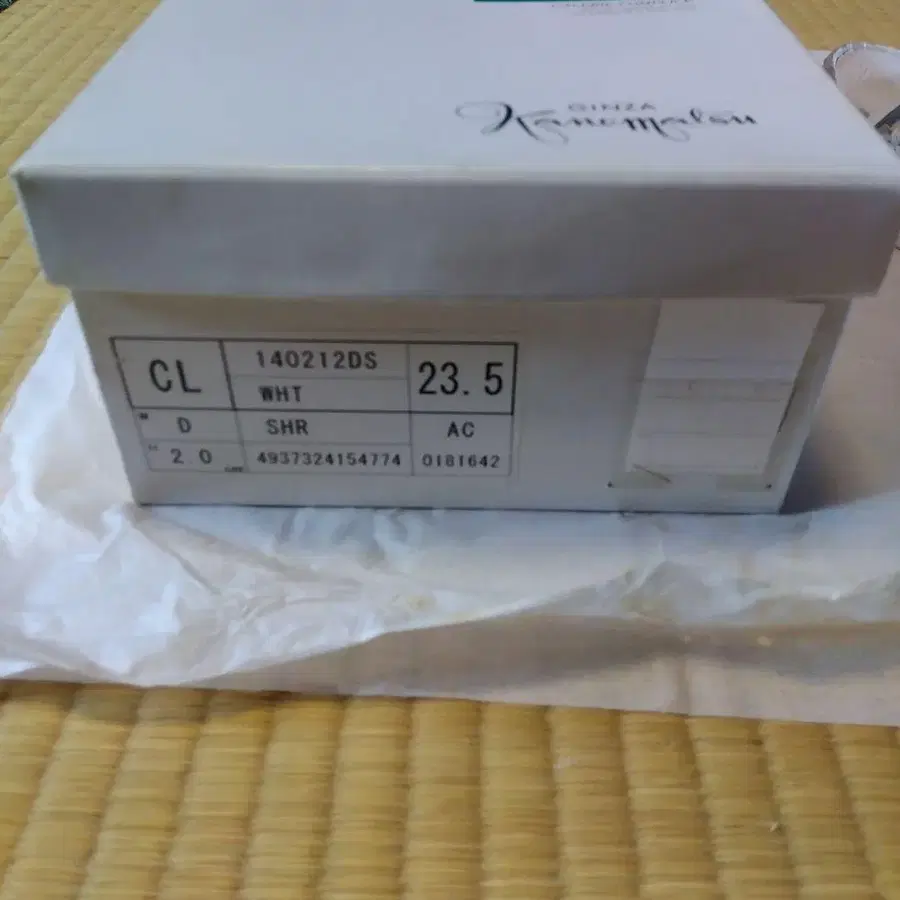 GINZA
Kanematsu
CL
140212DS
WHT
23.5
D
SHR
AC
2.0
4937324154774
0181642